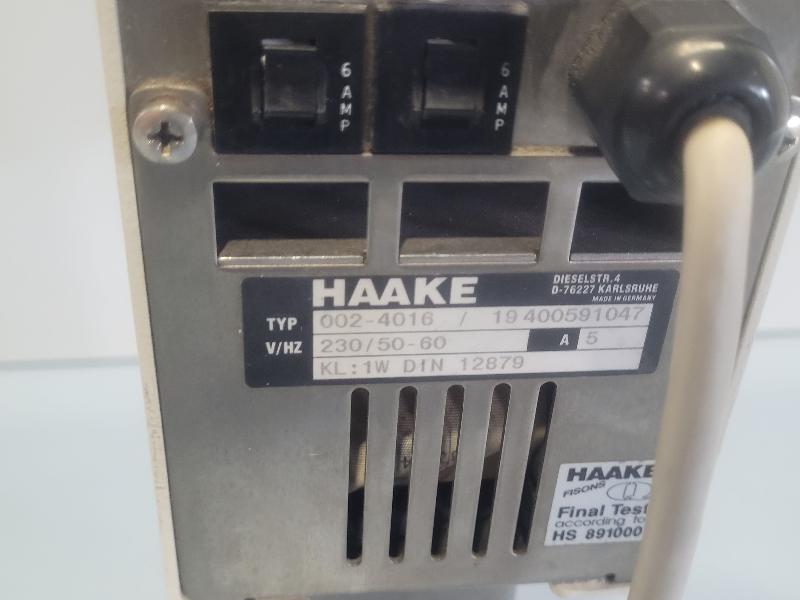 6 AMP
6 AMP
HAAKE
DIESELSTR.4
D-76227 KARLSRUHE
MADE IN GERMANY
TYP 002-4016 / 19 400591047
V/HZ 230/50-60 A 5
KL:1W DIN 12879
HAAKE
FISONS
Final Test
according to
HS 891000